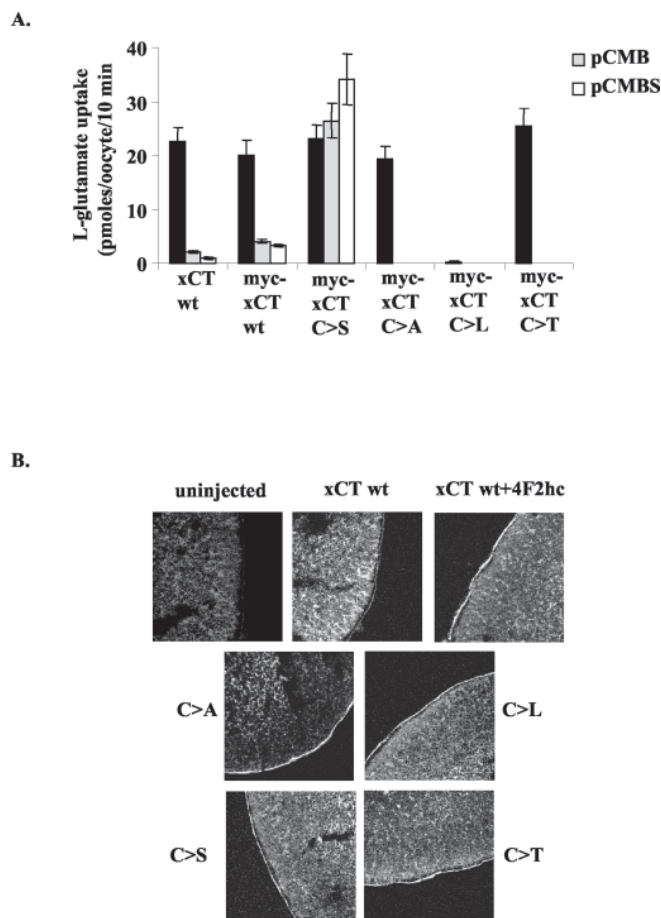 A.
L-glutamate uptake
(pmoles/oocyte/10 min)
40
30
20
10
0
pCMB
pCMBS
xCT
wt
myc-
xCT
wt
myc-
xCT
C>S
myc-
xCT
C>A
myc-
xCT
C>L
myc-
xCT
C>T
B.
uninjected
xCT wt
xCT wt+4F2hc
C>A
C>L
C>S
C>T